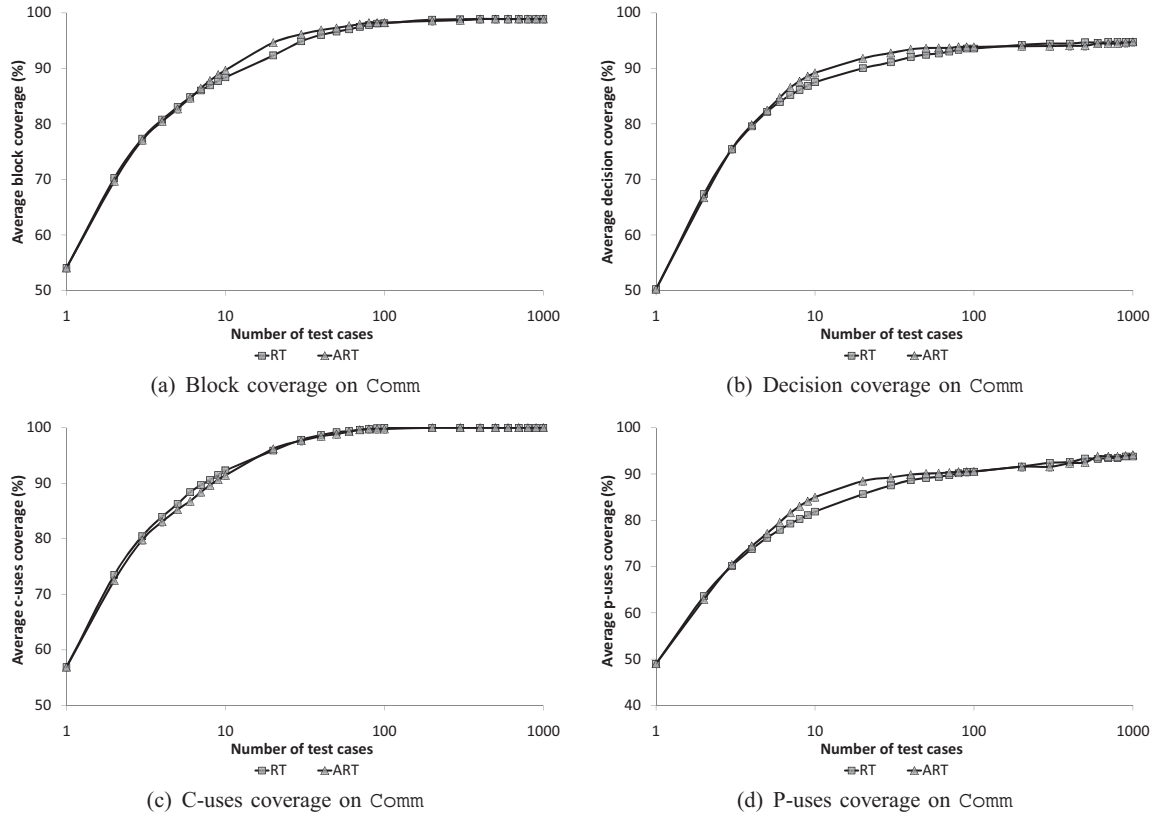 Average block coverage (%)
100
90
80
70
60
50
1
10
100
1000
Number of test cases
RT
ART
(a) Block coverage on Comm
Average decision coverage (%)
100
90
80
70
60
50
1
10
100
1000
Number of test cases
RT
ART
(b) Decision coverage on Comm
Average c-uses coverage (%)
100
90
80
70
60
50
1
10
100
1000
Number of test cases
RT
ART
(c) C-uses coverage on Comm
Average p-uses coverage (%)
100
90
80
70
60
50
40
1
10
100
1000
Number of test cases
RT
ART
(d) P-uses coverage on Comm